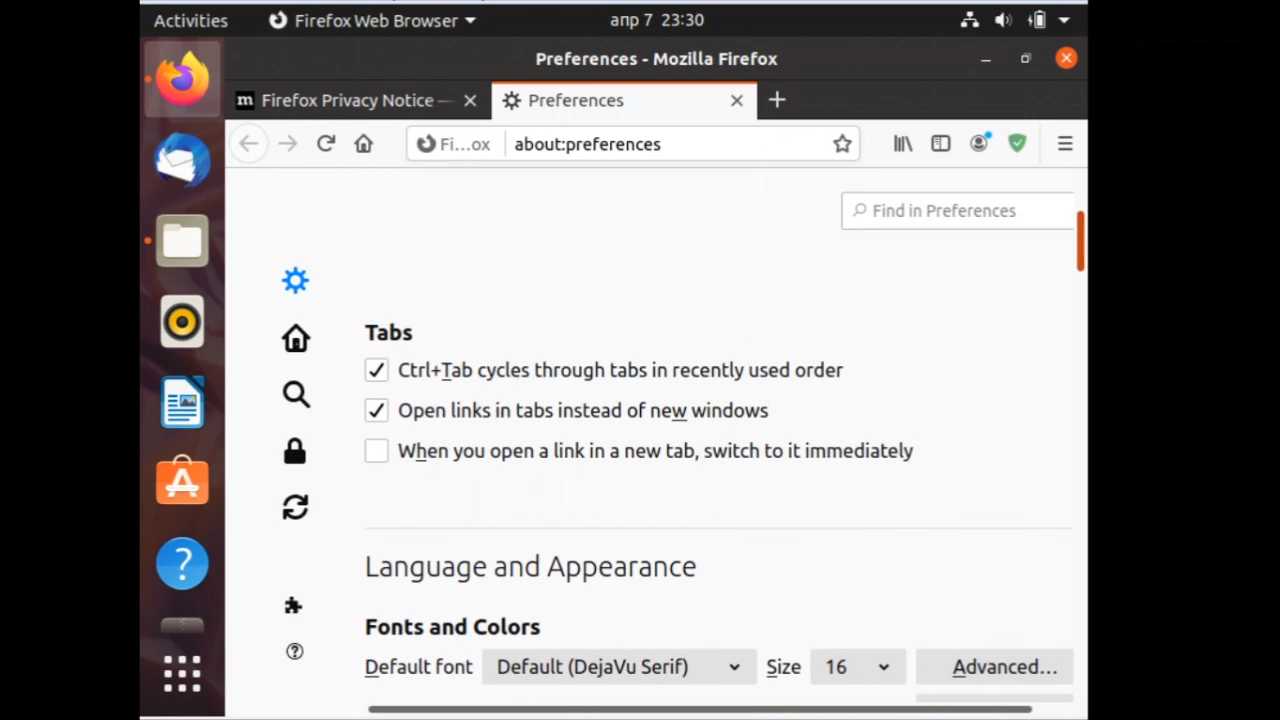 Activities
Firefox Web Browser
апр 7 23:30
Preferences - Mozilla Firefox
m Firefox Privacy Notice —
Preferences
Fi...ox
about:preferences
Find in Preferences
Tabs
Ctrl+Tab cycles through tabs in recently used order
Open links in tabs instead of new windows
When you open a link in a new tab, switch to it immediately
Language and Appearance
Fonts and Colors
Default font
Default (DejaVu Serif)
Size
16
Advanced...